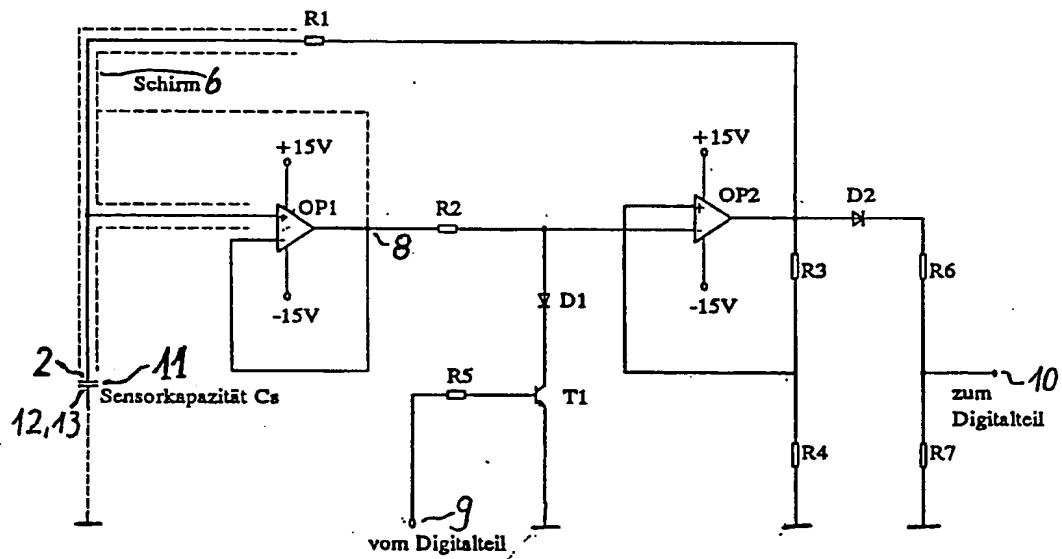 R1
Schirm 6
+15V
+15V
OP1
OP2
D2
R2
8
R3
R6
-15V
-15V
D1
2
11
R5
T1
10
12,13
Sensorkapazität Cs
zum
Digitalteil
R4
R7
9
vom Digitalteil